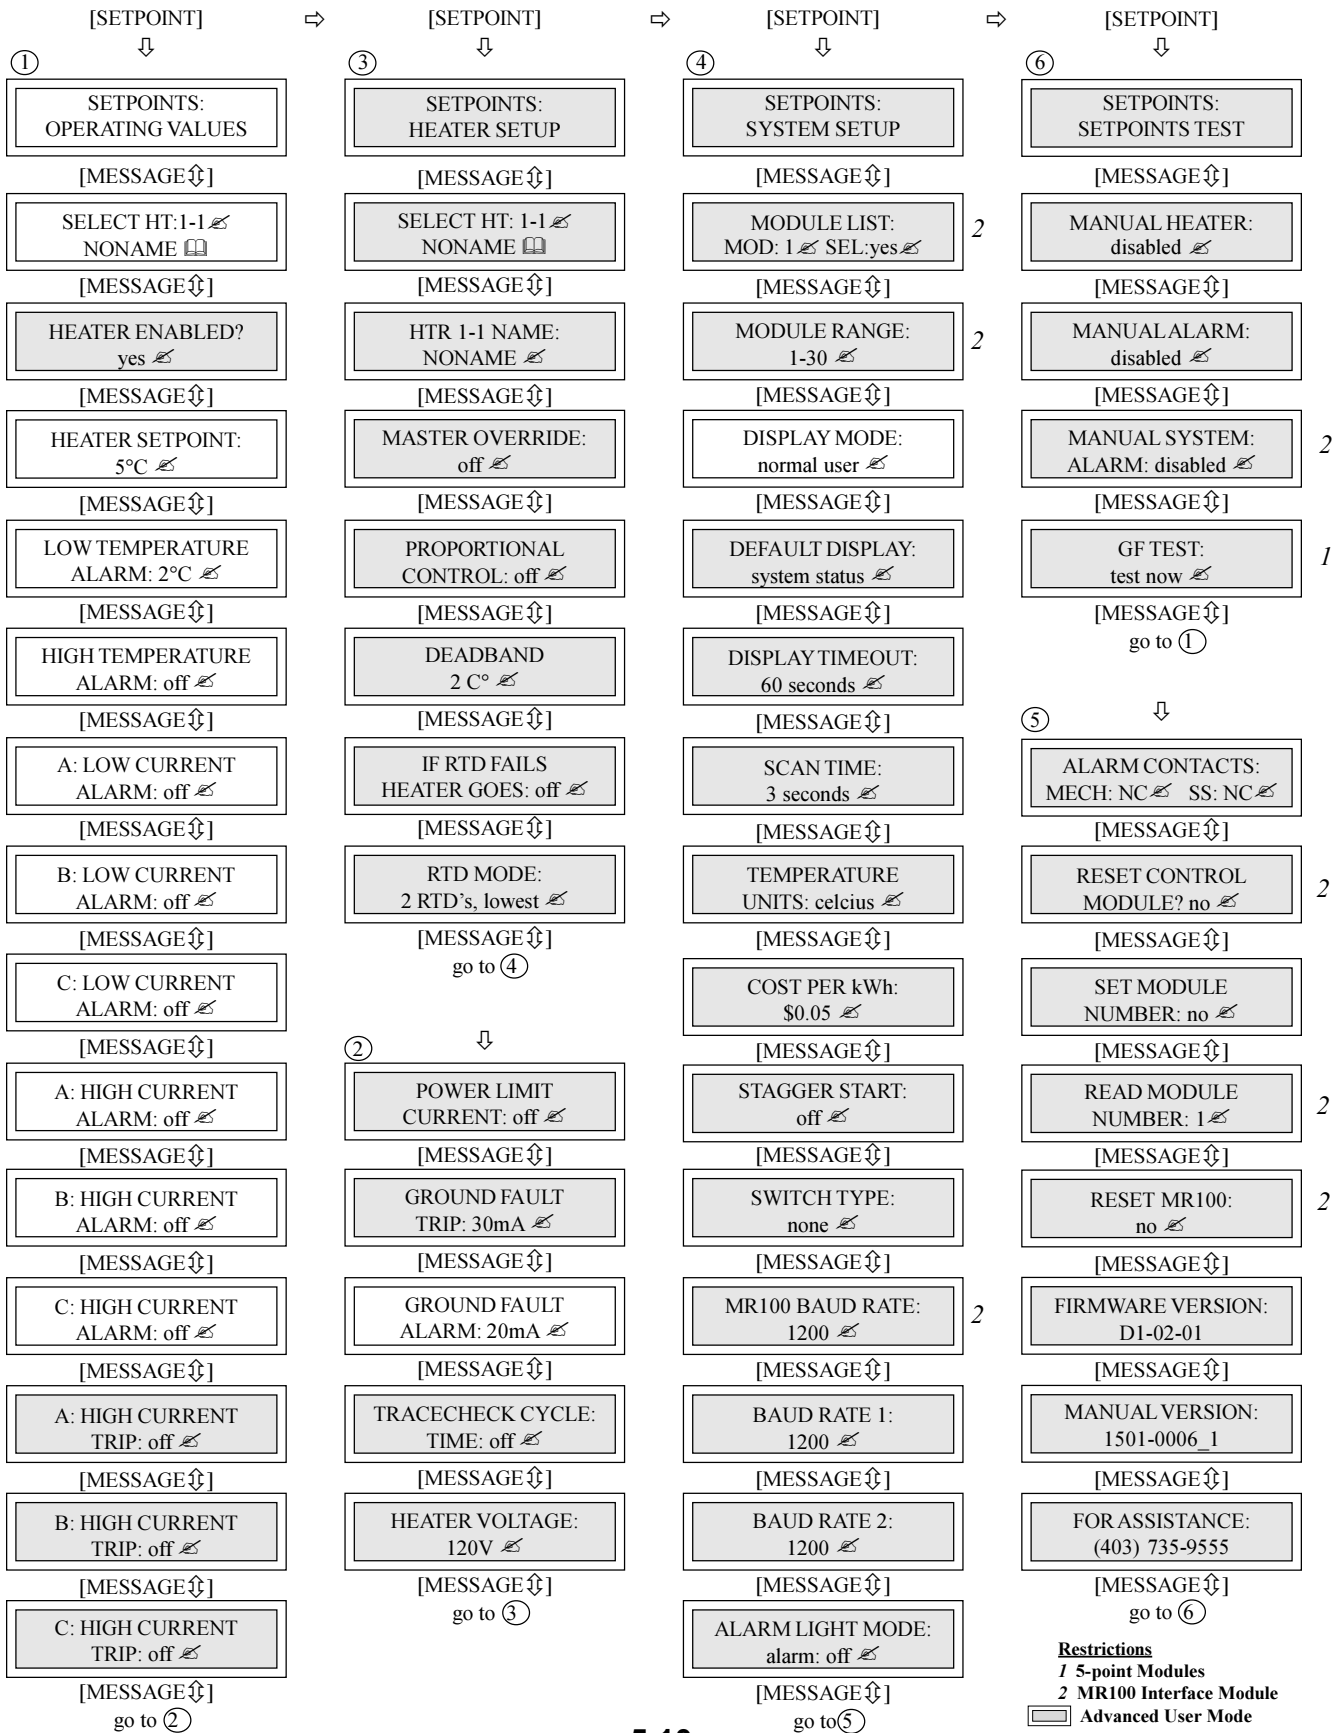 [SETPOINT]
①
SETPOINTS:
OPERATING VALUES
[MESSAGE⇳]
SELECT HT:1-1✍
NONAME 🕮
[MESSAGE⇳]
HEATER ENABLED?
yes ✍
[MESSAGE⇳]
HEATER SETPOINT:
5°C ✍
[MESSAGE⇳]
LOW TEMPERATURE
ALARM: 2°C ✍
[MESSAGE⇳]
HIGH TEMPERATURE
ALARM: off ✍
[MESSAGE⇳]
A: LOW CURRENT
ALARM: off ✍
[MESSAGE⇳]
B: LOW CURRENT
ALARM: off ✍
[MESSAGE⇳]
C: LOW CURRENT
ALARM: off ✍
[MESSAGE⇳]
A: HIGH CURRENT
ALARM: off ✍
[MESSAGE⇳]
B: HIGH CURRENT
ALARM: off ✍
[MESSAGE⇳]
C: HIGH CURRENT
ALARM: off ✍
[MESSAGE⇳]
A: HIGH CURRENT
TRIP: off ✍
[MESSAGE⇳]
B: HIGH CURRENT
TRIP: off ✍
[MESSAGE⇳]
C: HIGH CURRENT
TRIP: off ✍
[MESSAGE⇳]
go to ②
[SETPOINT]
③
SETPOINTS:
HEATER SETUP
[MESSAGE⇳]
SELECT HT: 1-1✍
NONAME 🕮
[MESSAGE⇳]
HTR 1-1 NAME:
NONAME ✍
[MESSAGE⇳]
MASTER OVERRIDE:
off ✍
[MESSAGE⇳]
PROPORTIONAL
CONTROL: off ✍
[MESSAGE⇳]
DEADBAND
2 C° ✍
[MESSAGE⇳]
IF RTD FAILS
HEATER GOES: off ✍
[MESSAGE⇳]
RTD MODE:
2 RTD's, lowest ✍
[MESSAGE⇳]
go to ④
②
POWER LIMIT
CURRENT: off ✍
[MESSAGE⇳]
GROUND FAULT
TRIP: 30mA ✍
[MESSAGE⇳]
GROUND FAULT
ALARM: 20mA ✍
[MESSAGE⇳]
TRACECHECK CYCLE:
TIME: off ✍
[MESSAGE⇳]
HEATER VOLTAGE:
120V ✍
[MESSAGE⇳]
go to ③
[SETPOINT]
④
SETPOINTS:
SYSTEM SETUP
[MESSAGE⇳]
MODULE LIST:
MOD: 1✍ SEL:yes✍
2
[MESSAGE⇳]
MODULE RANGE:
1-30 ✍
2
[MESSAGE⇳]
DISPLAY MODE:
normal user ✍
[MESSAGE⇳]
DEFAULT DISPLAY:
system status ✍
[MESSAGE⇳]
DISPLAY TIMEOUT:
60 seconds ✍
[MESSAGE⇳]
SCAN TIME:
3 seconds ✍
[MESSAGE⇳]
TEMPERATURE
UNITS: celcius ✍
[MESSAGE⇳]
COST PER kWh:
$0.05 ✍
[MESSAGE⇳]
STAGGER START:
off ✍
[MESSAGE⇳]
SWITCH TYPE:
none ✍
[MESSAGE⇳]
MR100 BAUD RATE:
1200 ✍
2
[MESSAGE⇳]
BAUD RATE 1:
1200 ✍
[MESSAGE⇳]
BAUD RATE 2:
1200 ✍
[MESSAGE⇳]
ALARM LIGHT MODE:
alarm: off ✍
[MESSAGE⇳]
go to⑤
[SETPOINT]
⑥
SETPOINTS:
SETPOINTS TEST
[MESSAGE⇳]
MANUAL HEATER:
disabled ✍
[MESSAGE⇳]
MANUAL ALARM:
disabled ✍
[MESSAGE⇳]
MANUAL SYSTEM:
ALARM: disabled ✍
2
[MESSAGE⇳]
GF TEST:
test now ✍
1
[MESSAGE⇳]
go to ①
⑤
ALARM CONTACTS:
MECH: NC✍ SS: NC✍
[MESSAGE⇳]
RESET CONTROL
MODULE? no ✍
2
[MESSAGE⇳]
SET MODULE
NUMBER: no ✍
[MESSAGE⇳]
READ MODULE
NUMBER: 1✍
2
[MESSAGE⇳]
RESET MR100:
no ✍
2
[MESSAGE⇳]
FIRMWARE VERSION:
D1-02-01
[MESSAGE⇳]
MANUAL VERSION:
1501-0006_1
[MESSAGE⇳]
FOR ASSISTANCE:
(403) 735-9555
[MESSAGE⇳]
go to ⑥
Restrictions
1 5-point Modules
2 MR100 Interface Module
Advanced User Mode